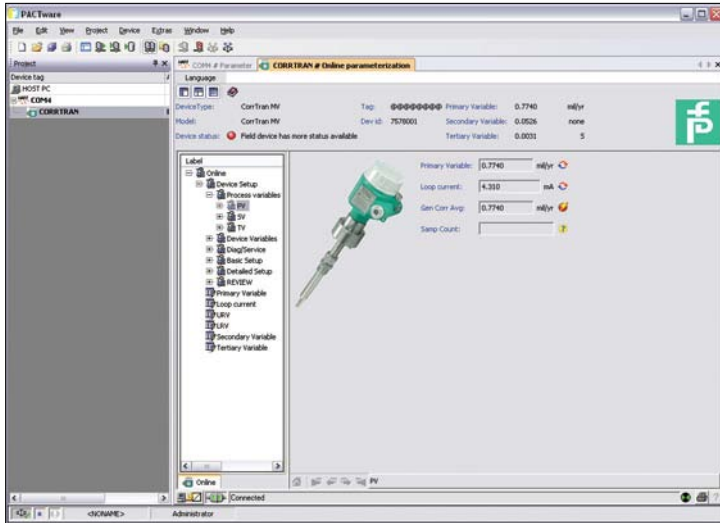 PACTware
File Edit View Project Device Extras Window Help
Project
Device tag
HOST PC
COM4
CORRTRAN
COM4 # Parameter
CORRTRAN # Online parameterization
Language
DeviceType: CorrTran MV Tag: @@@@@@@@ Primary Variable: 0.7740 mil/yr
Model: CorrTran MV Dev id: 7578001 Secondary Variable: 0.0526 none
Device status: Field device has more status available Tertiary Variable: 0.0031 S
Label
Online
Device Setup
Process variables
PV
SV
TV
Device Variables
Diag/Service
Basic Setup
Detailed Setup
REVIEW
Primary Variable
Loop current
URV
LRV
Secondary Variable
Tertiary Variable
Primary Variable: 0.7740 mil/yr
Loop current: 4.310 mA
Gen Corr Avg: 0.7740 mil/yr
Samp Count:
Online
PV
Connected
<NONAME> Administrator